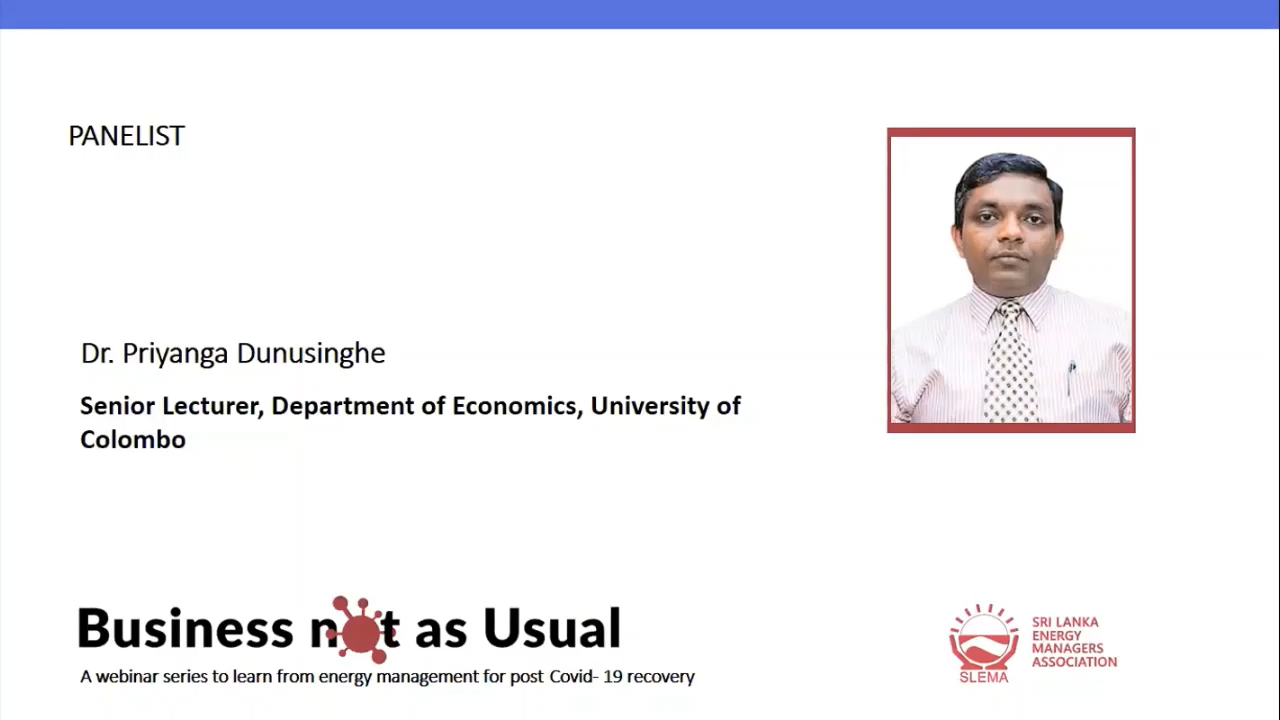 PANELIST
Dr. Priyanga Dunusinghe
Senior Lecturer, Department of Economics, University of
Colombo
Business not as Usual
A webinar series to learn from energy management for post Covid- 19 recovery
SRI LANKA
ENERGY
MANAGERS
ASSOCIATION
SLEMA